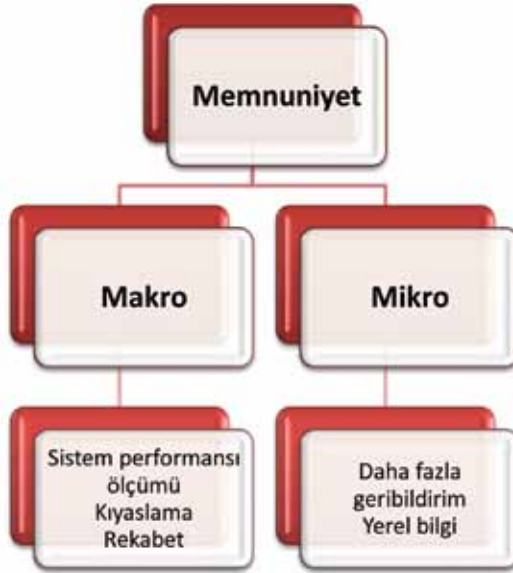 Memnuniyet
Makro
Mikro
Sistem performansı
ölçümü
Kıyaslama
Rekabet
Daha fazla
geribildirim
Yerel bilgi